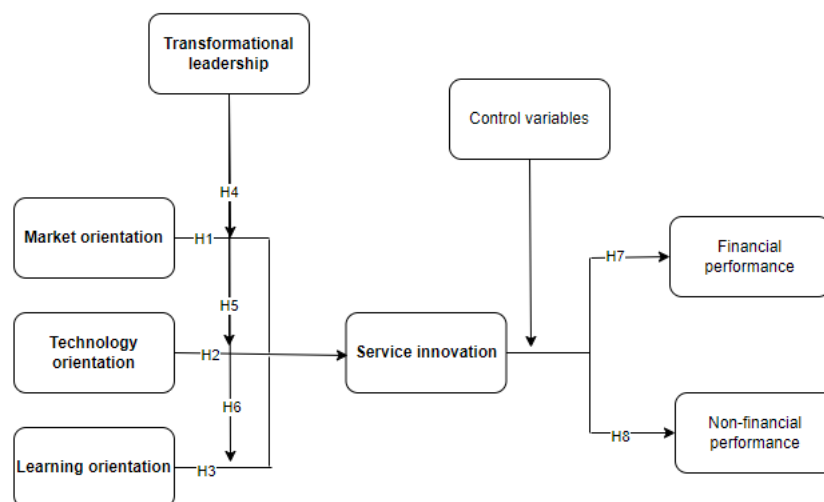 Transformational
leadership
Control variables
H4
Market orientation
H1
Financial
performance
H7
H5
Technology
orientation
H2
Service innovation
H6
Non-financial
performance
H8
Learning orientation
H3